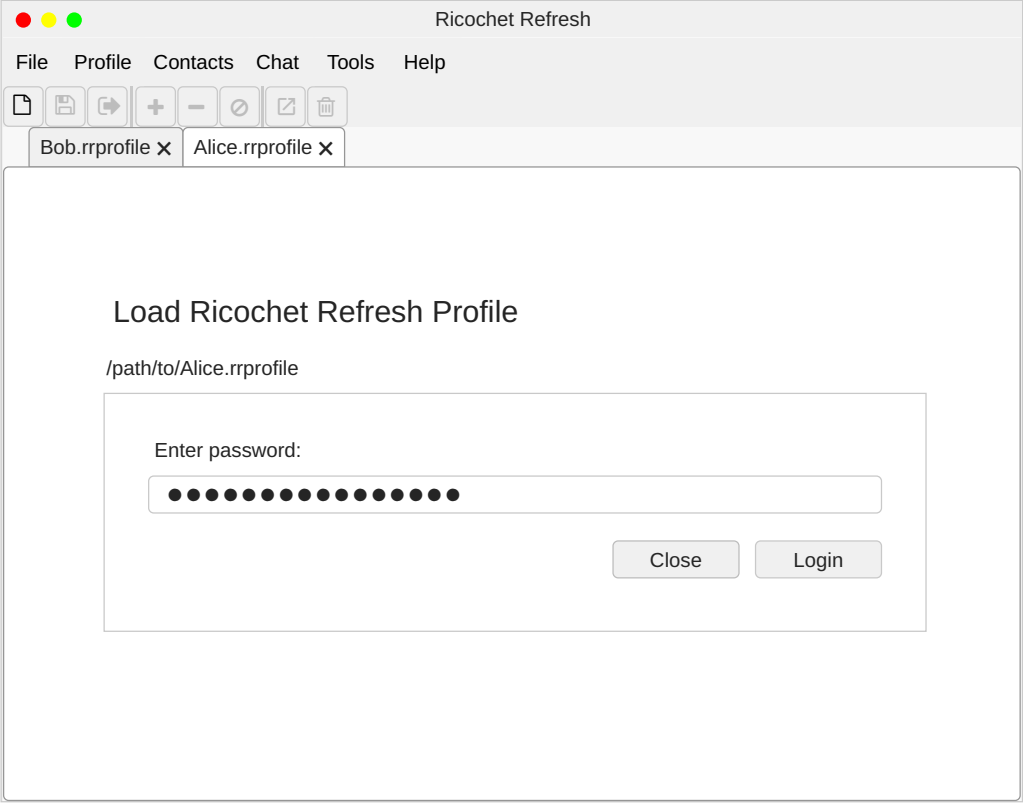 Ricochet Refresh
File Profile Contacts Chat Tools Help
Bob.rrprofile Alice.rrprofile
Load Ricochet Refresh Profile
/path/to/Alice.rrprofile
Enter password:
Close Login